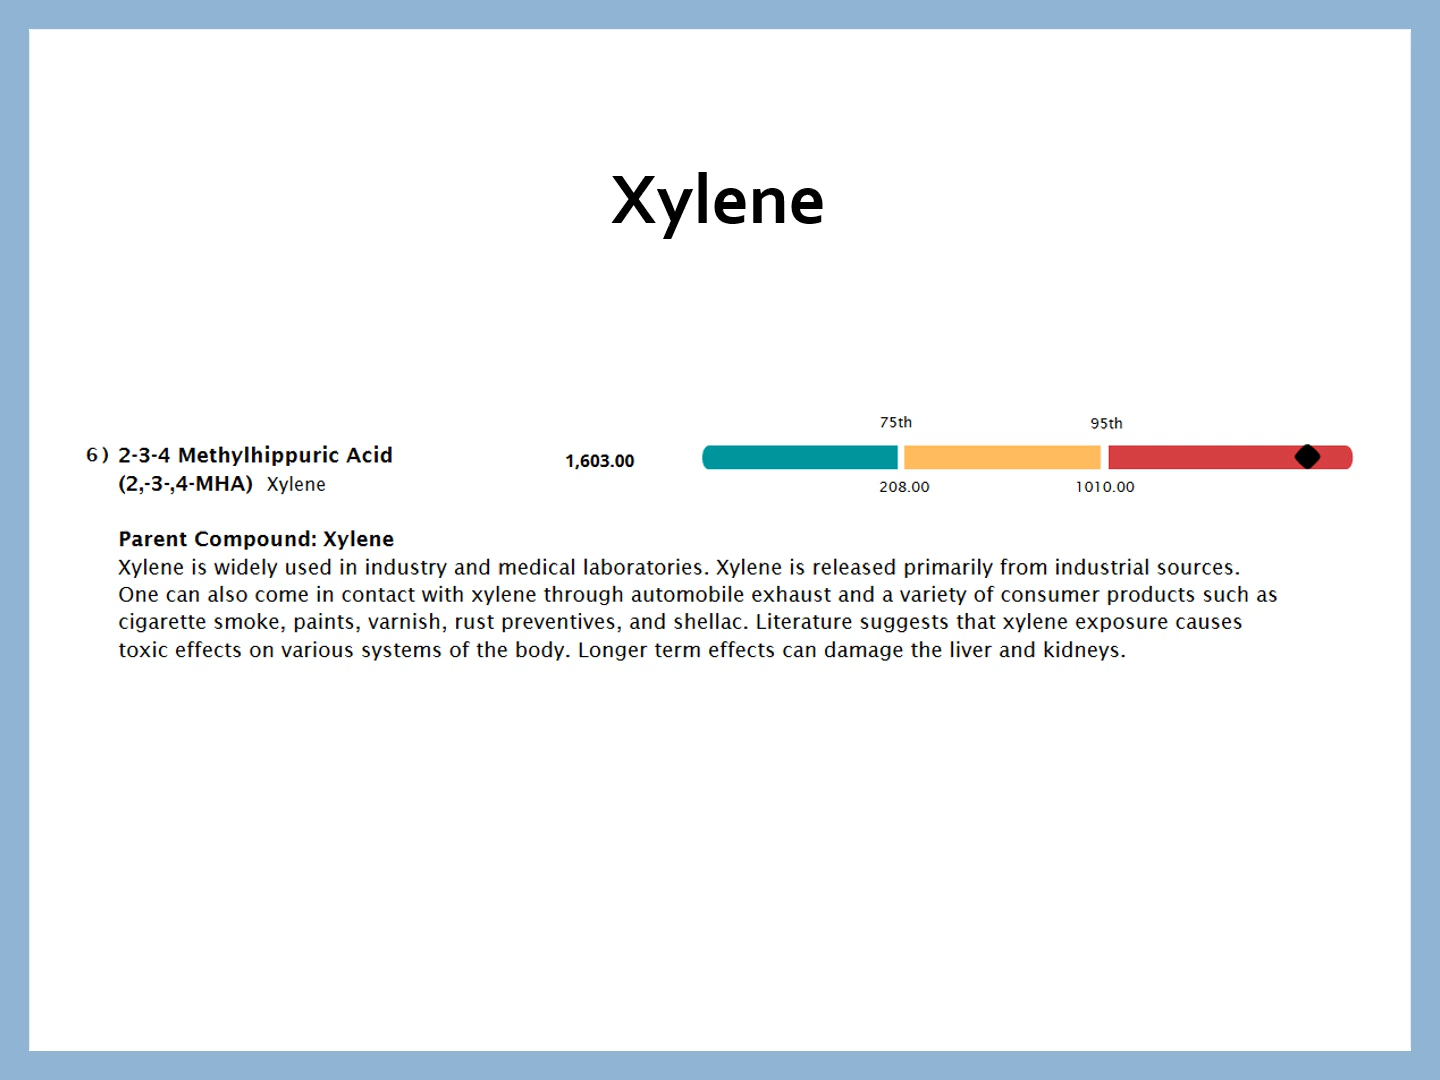 Xylene
75th 95th
6) 2-3-4 Methylhippuric Acid 1,603.00
(2,-3-,4-MHA) Xylene 208.00 1010.00
Parent Compound: Xylene
Xylene is widely used in industry and medical laboratories. Xylene is released primarily from industrial sources.
One can also come in contact with xylene through automobile exhaust and a variety of consumer products such as
cigarette smoke, paints, varnish, rust preventives, and shellac. Literature suggests that xylene exposure causes
toxic effects on various systems of the body. Longer term effects can damage the liver and kidneys.